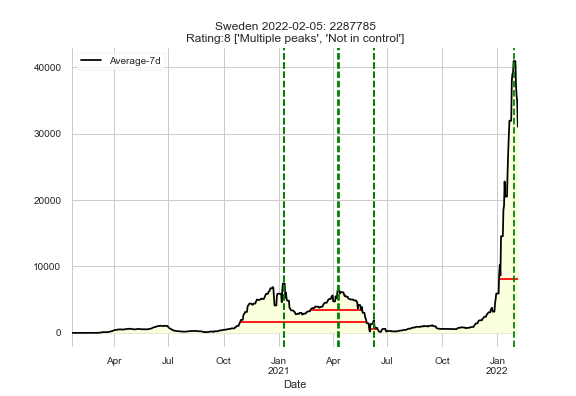 Sweden 2022-02-05: 2287785
Rating:8 ['Multiple peaks', 'Not in control']
Average-7d
40000
30000
20000
10000
0
Apr Jul Oct Jan Apr Jul Oct Jan
2021 2022
Date